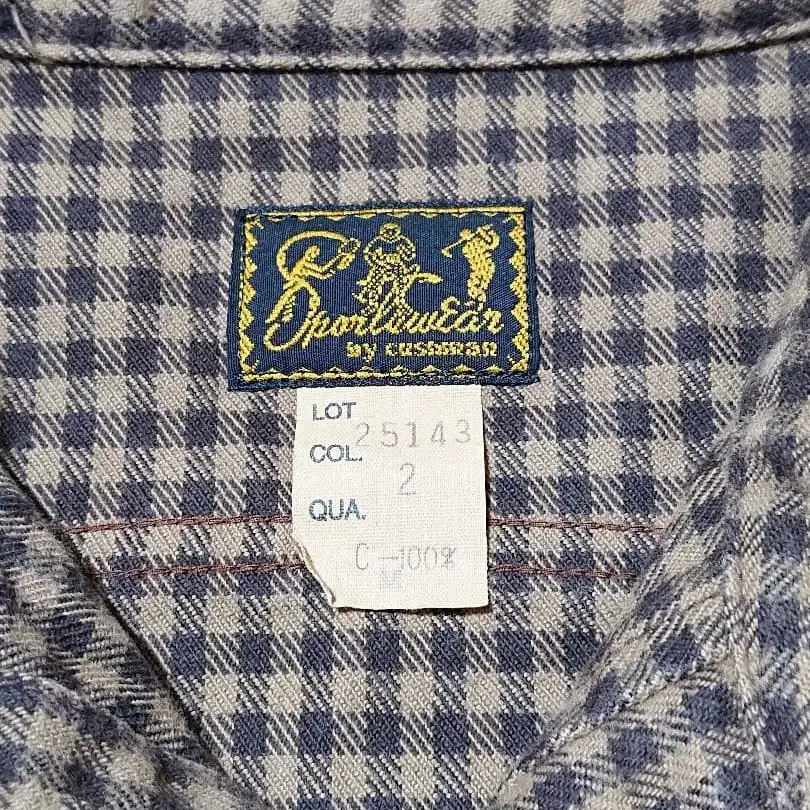 Sportswear
by CUSHMAN
LOT 25143
COL. 2
QUA.
C-100%
M